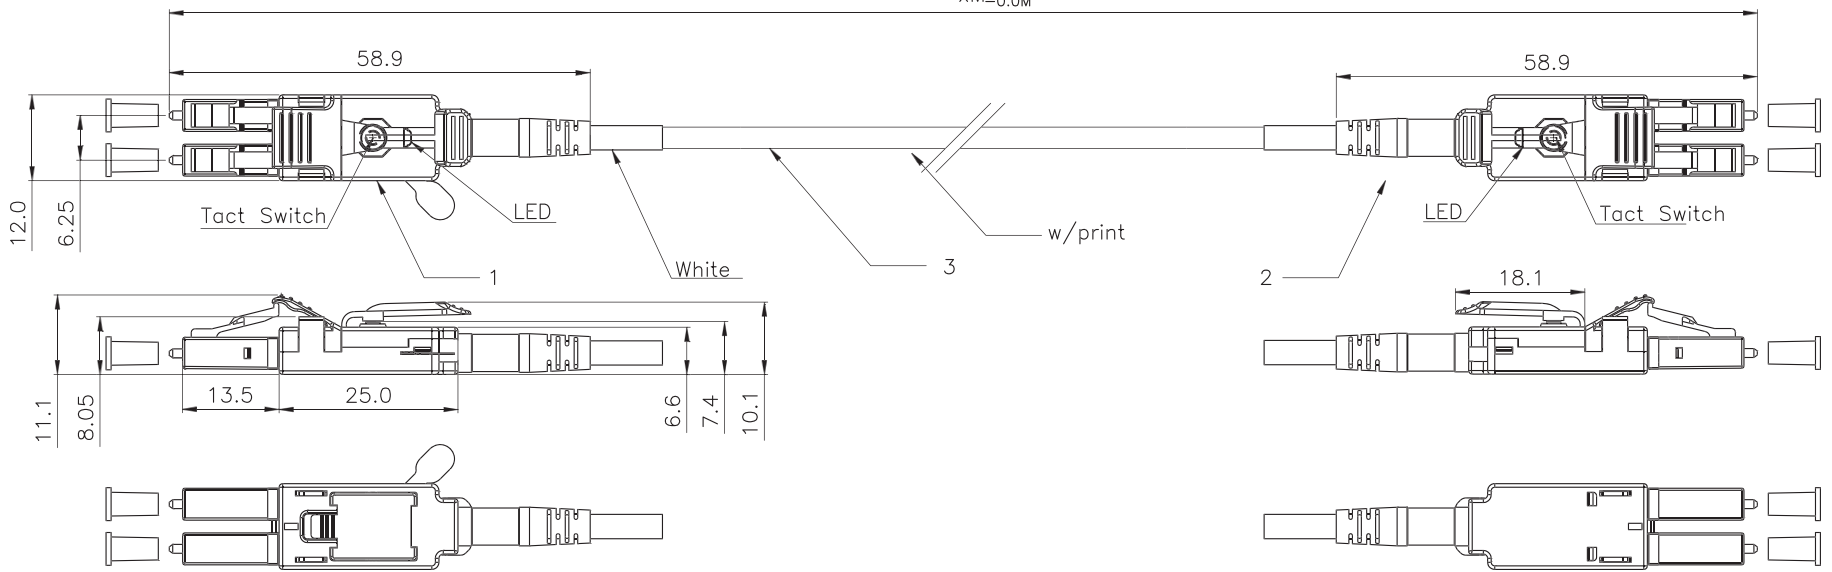 58.9
58.9
12.0
6.25
Tact Switch
LED
LED
Tact Switch
w/print
1
White
3
2
18.1
11.1
8.05
13.5
25.0
6.6
7.4
10.1